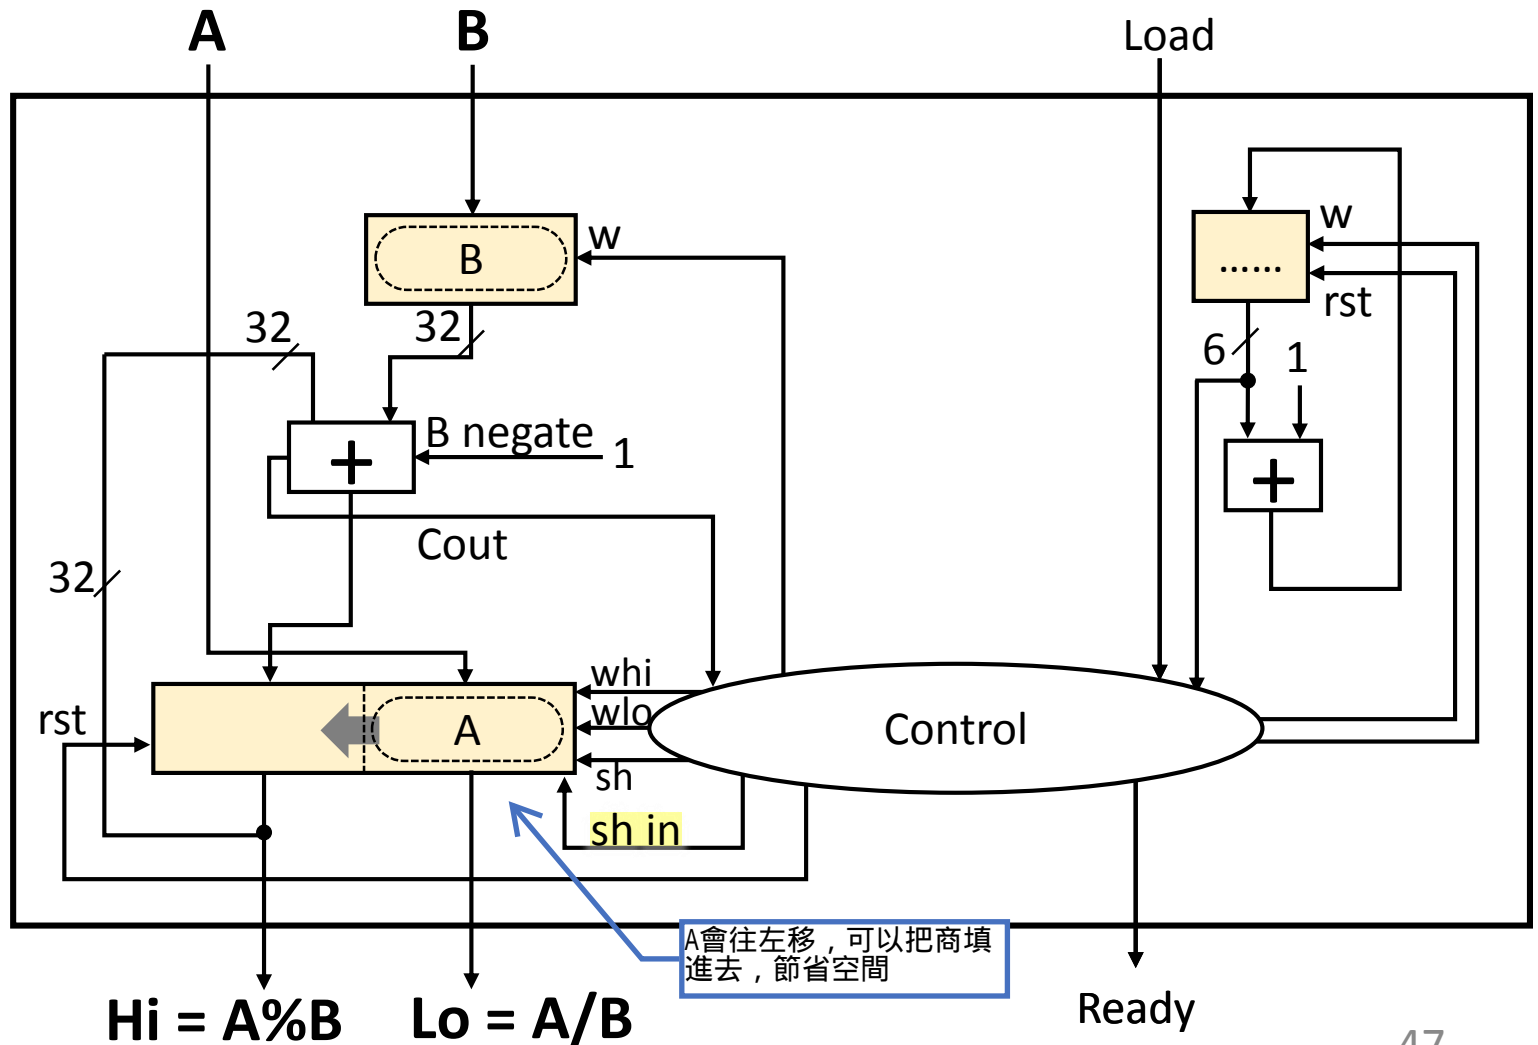 A
B
Load
B
w
w
......
rst
32
32
6
1
B negate
1
+
+
Cout
32
whi
wlo
rst
A
Control
sh
sh in
A會往左移，可以把商填
進去，節省空間
Hi = A%B
Lo = A/B
Ready
47